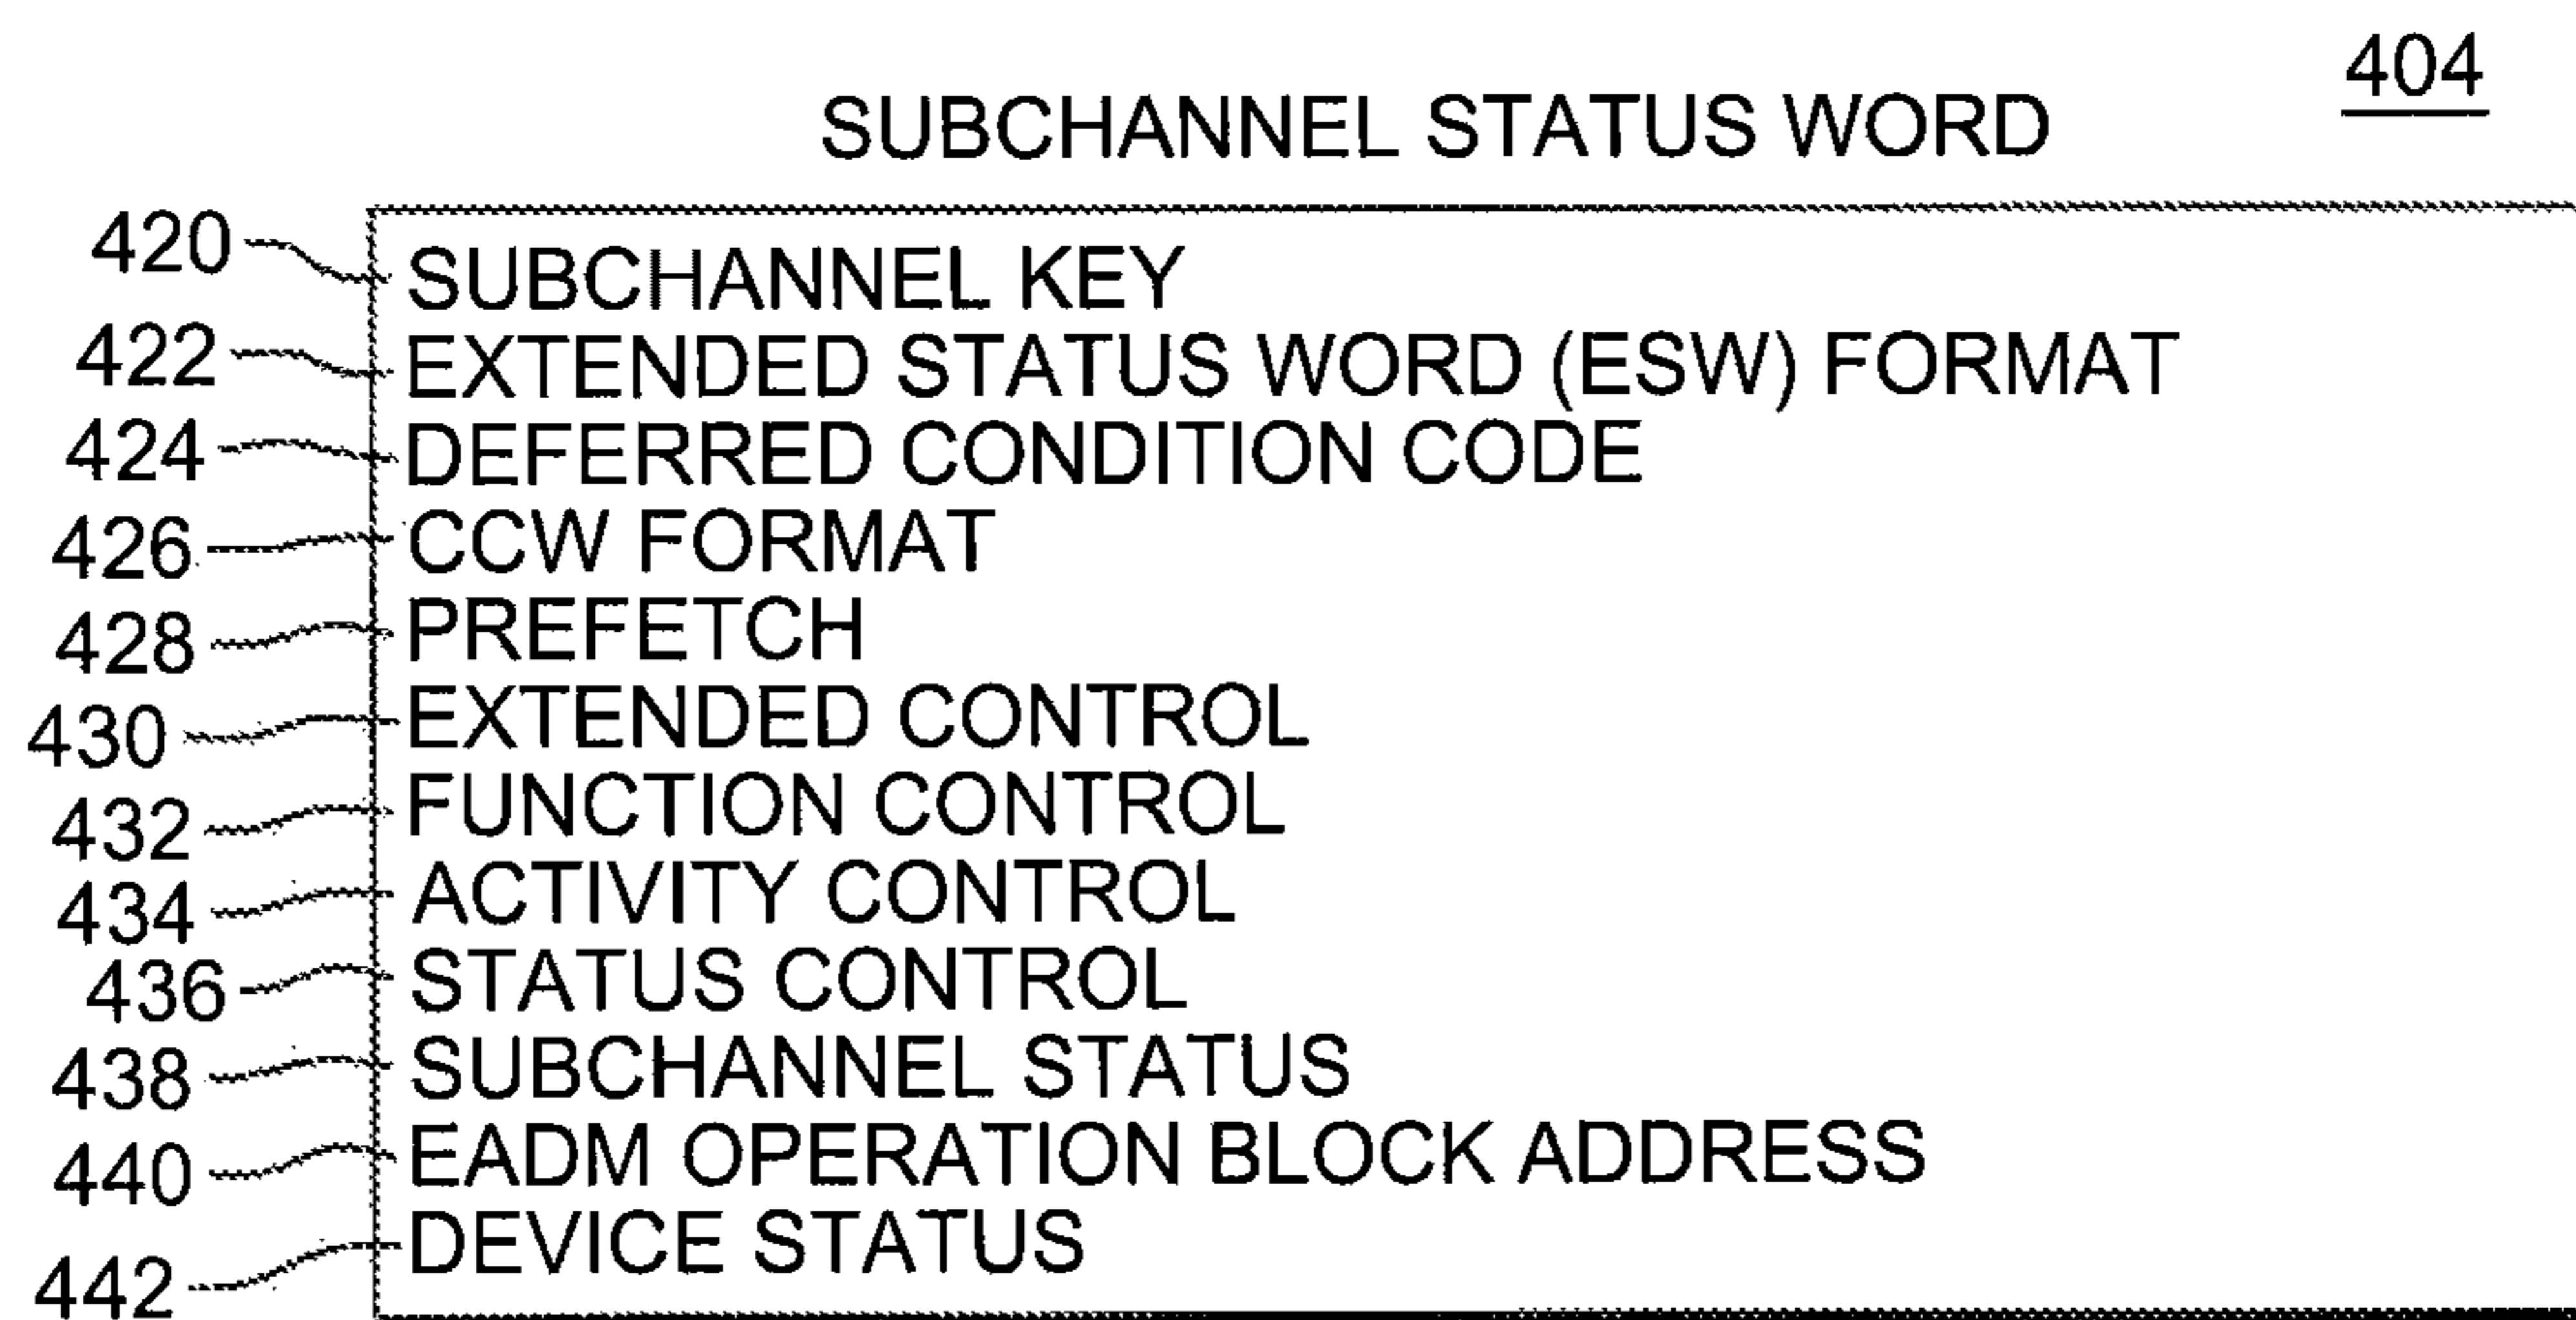 404
SUBCHANNEL STATUS WORD
420 SUBCHANNEL KEY
422 EXTENDED STATUS WORD (ESW) FORMAT
424 DEFERRED CONDITION CODE
426 CCW FORMAT
428 PREFETCH
430 EXTENDED CONTROL
432 FUNCTION CONTROL
434 ACTIVITY CONTROL
436 STATUS CONTROL
438 SUBCHANNEL STATUS
440 EADM OPERATION BLOCK ADDRESS
442 DEVICE STATUS